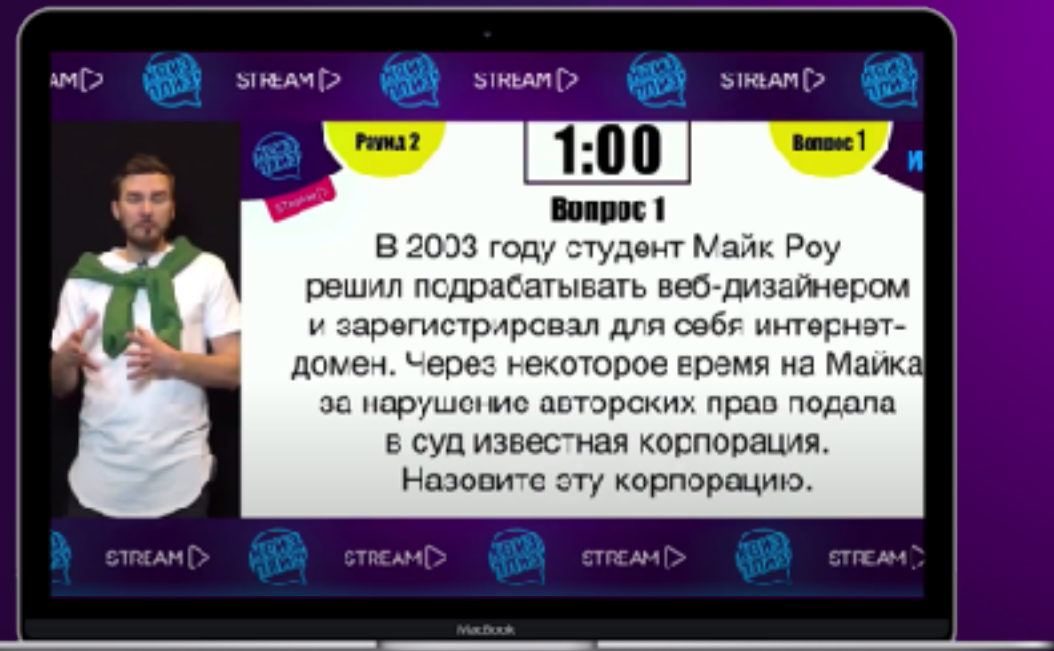 STREAM STREAM STREAM
Раунд 2
1:00
Вопрос 1
Вопрос 1
В 2003 году студент Майк Роу
решил подрабатывать веб-дизайнером
и зарегистрировал для себя интернет-
домен. Через некоторое время на Майка
за нарушение авторских прав подала
в суд известная корпорация.
Назовите эту корпорацию.
STREAM STREAM STREAM STREAM
MacBook